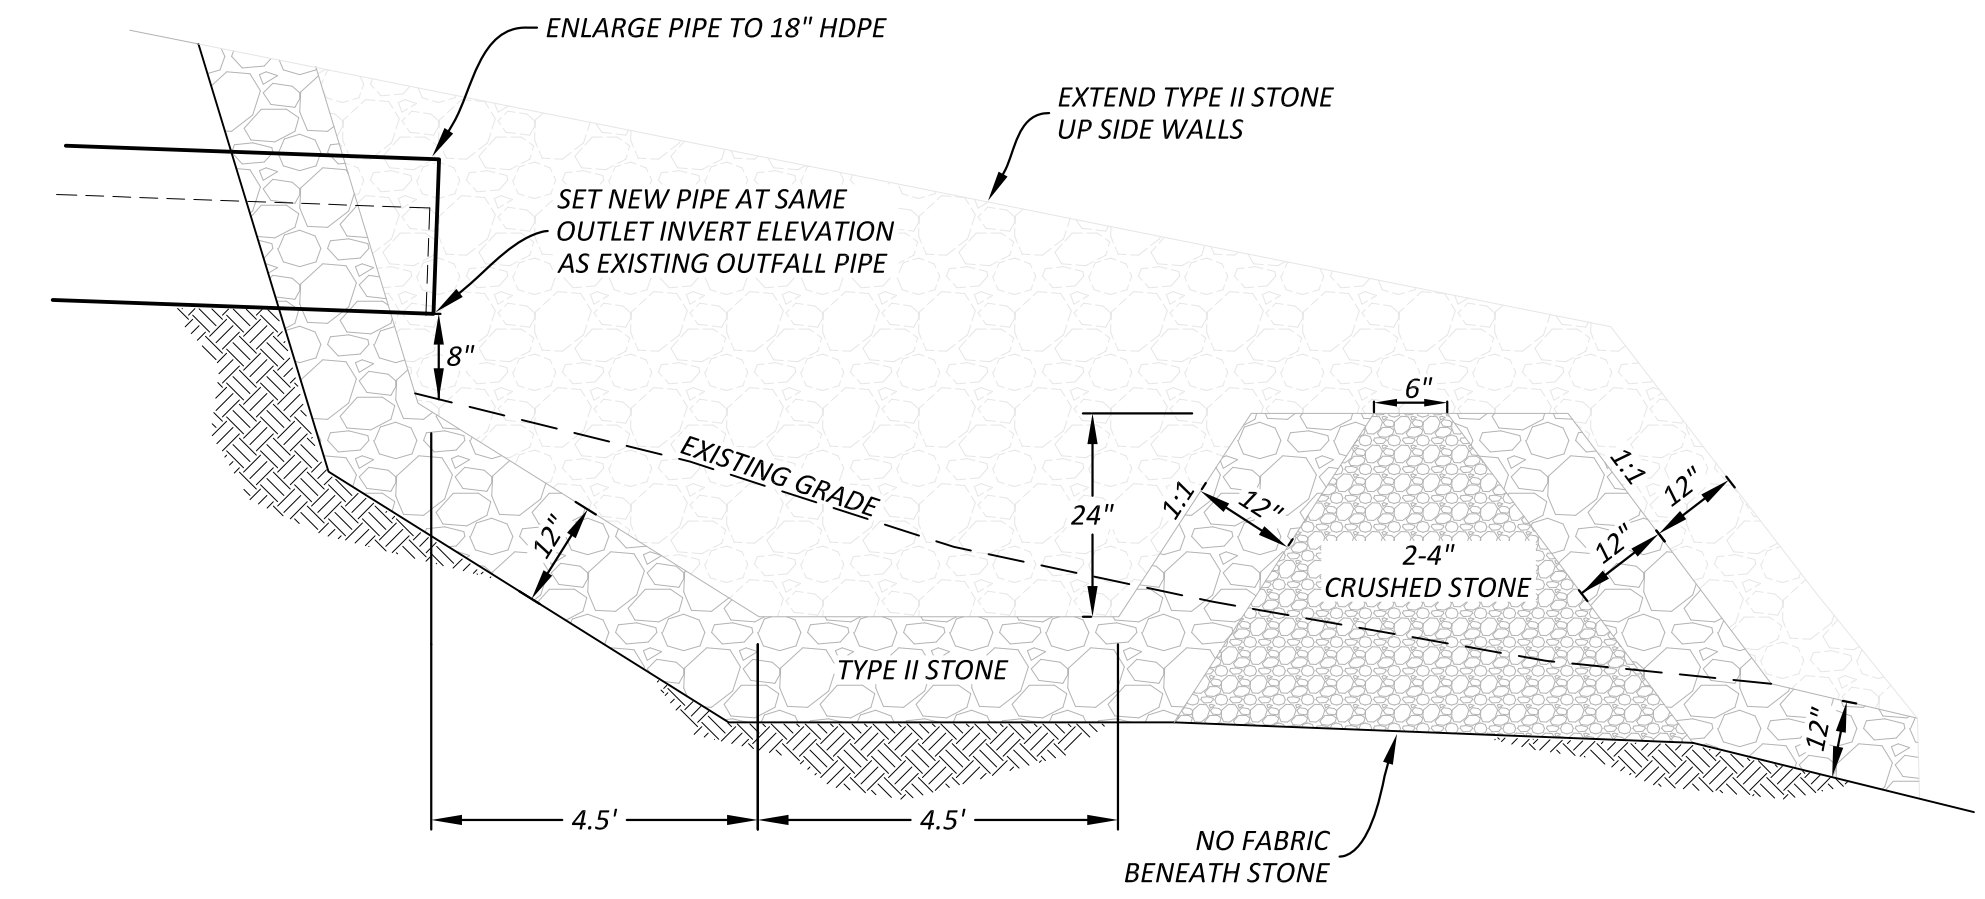 ENLARGE PIPE TO 18" HDPE
EXTEND TYPE II STONE
UP SIDE WALLS
SET NEW PIPE AT SAME
OUTLET INVERT ELEVATION
AS EXISTING OUTFALL PIPE
8"
6"
EXISTING GRADE
24"
1:1
12"
1:1
12"
12"
12"
2-4"
CRUSHED STONE
TYPE II STONE
12"
4.5'
4.5'
NO FABRIC
BENEATH STONE